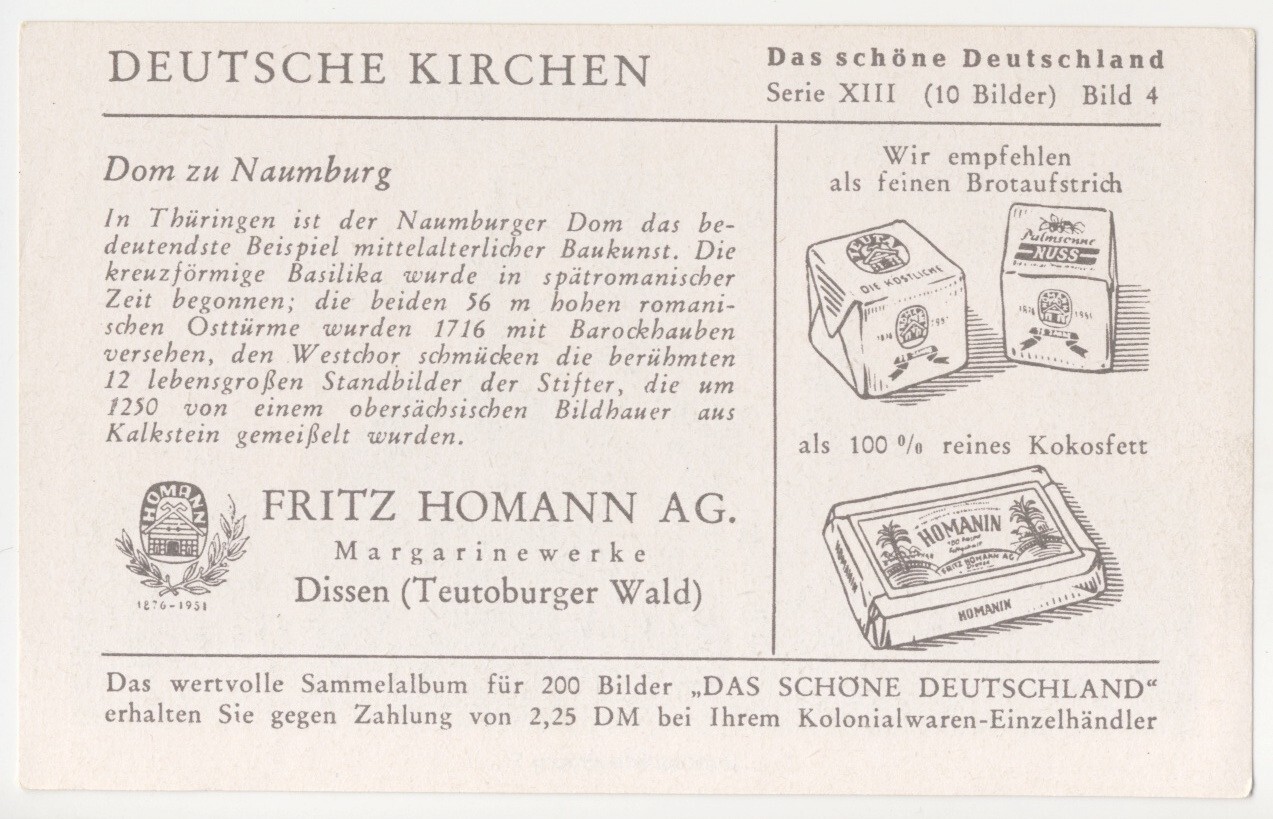 DEUTSCHE KIRCHEN
Das schöne Deutschland
Serie XIII (10 Bilder) Bild 4
Dom zu Naumburg
In Thüringen ist der Naumburger Dom das be-
deutendste Beispiel mittelalterlicher Baukunst. Die
kreuzförmige Basilika wurde in spätromanischer
Zeit begonnen; die beiden 56 m hohen romani-
schen Osttürme wurden 1716 mit Barockhauben
versehen, den Westchor schmücken die berühmten
12 lebensgroßen Standbilder der Stifter, die um
1250 von einem obersächsischen Bildhauer aus
Kalkstein gemeißelt wurden.
HOMANN
1876-1951
FRITZ HOMANN AG.
Margarinewerke
Dissen (Teutoburger Wald)
Wir empfehlen
als feinen Brotaufstrich
DIE KÖSTLICHE
Palmsonne
NUSS
1876 1951
als 100 % reines Kokosfett
HOMANIN
FRITZ HOMANN AG
HOMANIN
Das wertvolle Sammelalbum für 200 Bilder „DAS SCHÖNE DEUTSCHLAND“
erhalten Sie gegen Zahlung von 2,25 DM bei Ihrem Kolonialwaren-Einzelhändler